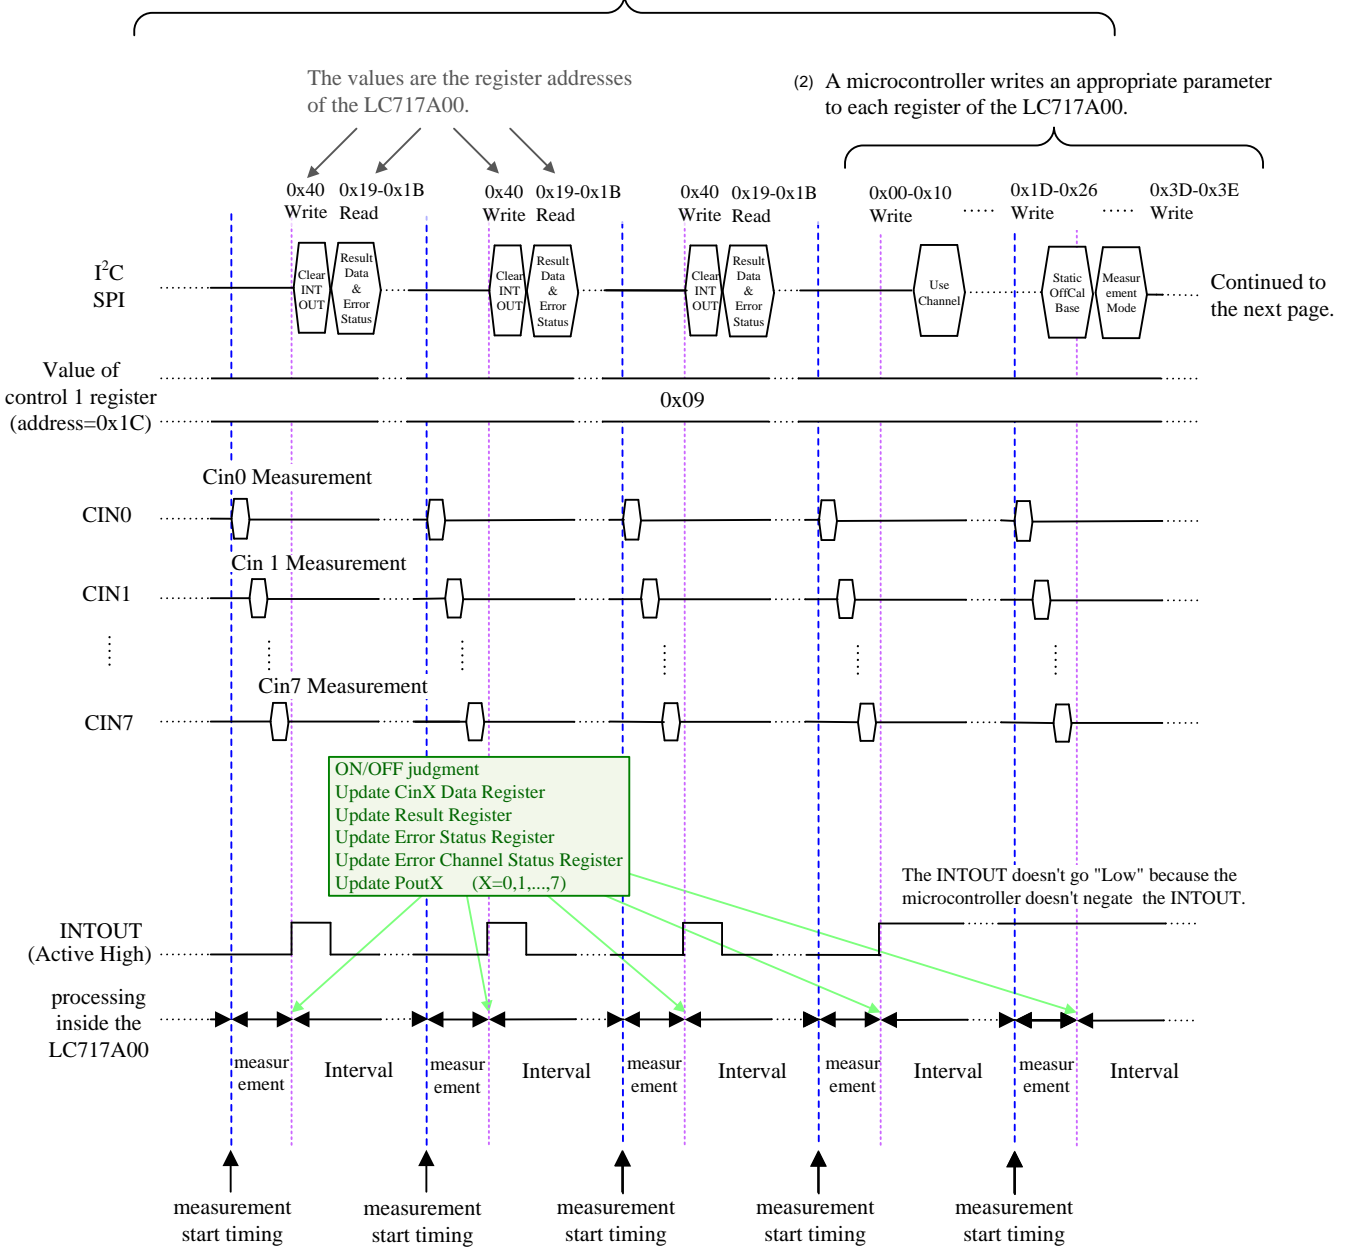 The values are the register addresses
of the LC717A00.
(2) A microcontroller writes an appropriate parameter
to each register of the LC717A00.
0x40 0x19-0x1B
Write Read
0x40 0x19-0x1B
Write Read
0x40 0x19-0x1B
Write Read
0x00-0x10
Write
0x1D-0x26
Write
0x3D-0x3E
Write
I2C
SPI
Clear
INT
OUT
Result
Data
&
Error
Status
Clear
INT
OUT
Result
Data
&
Error
Status
Clear
INT
OUT
Result
Data
&
Error
Status
Use
Channel
Static
OffCal
Base
Measur
ement
Mode
Continued to
the next page.
Value of
control 1 register
(address=0x1C)
0x09
Cin0 Measurement
CIN0
Cin 1 Measurement
CIN1
Cin7 Measurement
CIN7
ON/OFF judgment
Update CinX Data Register
Update Result Register
Update Error Status Register
Update Error Channel Status Register
Update PoutX (X=0,1,...,7)
The INTOUT doesn't go "Low" because the
microcontroller doesn't negate the INTOUT.
INTOUT
(Active High)
processing
inside the
LC717A00
measur
ement
Interval
measur
ement
Interval
measur
ement
Interval
measur
ement
Interval
measur
ement
Interval
measurement
start timing
measurement
start timing
measurement
start timing
measurement
start timing
measurement
start timing